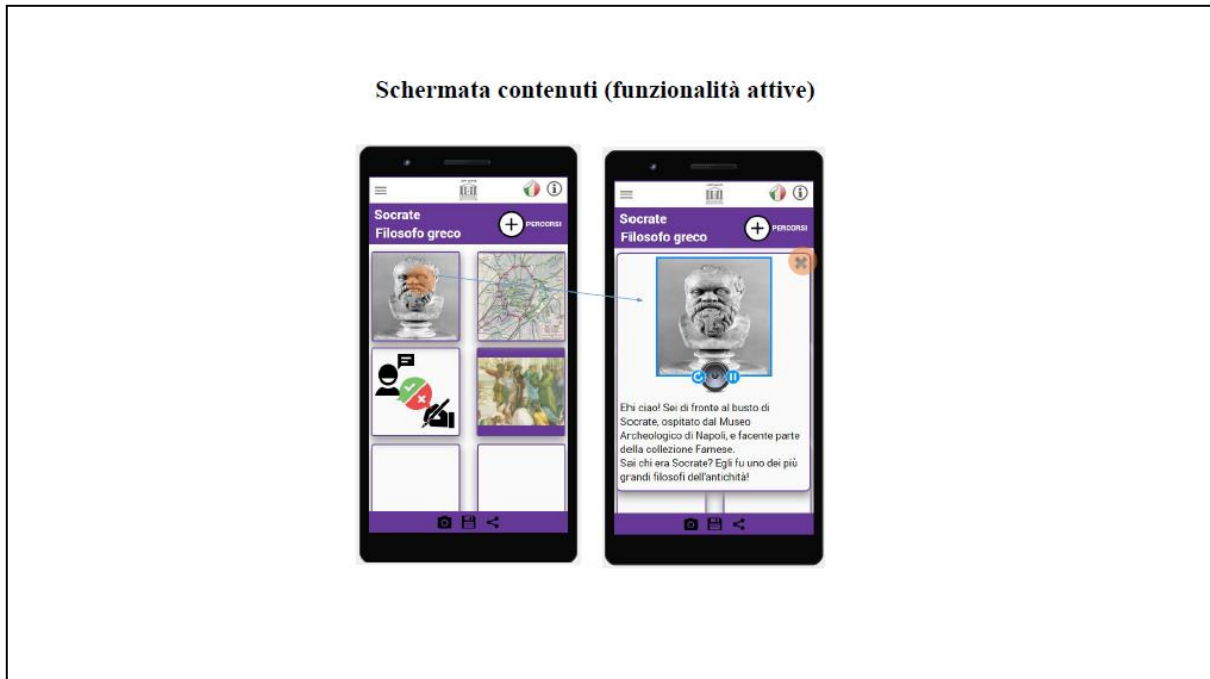 Schermata contenuti (funzionalità attive)
Socrate
Filosofo greco
PERCORSI
Socrate
Filosofo greco
PERCORSI
Ehi ciao! Sei di fronte al busto di
Socrate, ospitato dal Museo
Archeologico di Napoli, e facente parte
della collezione Farnese.
Sai chi era Socrate? Egli fu uno dei più
grandi filosofi dell'antichità!